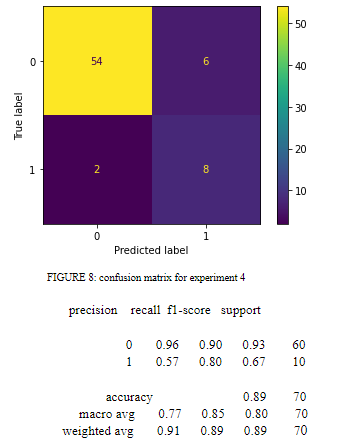 54 6
2 8
0
1
0 1
True label
Predicted label
50
40
30
20
10
FIGURE 8: confusion matrix for experiment 4
precision recall f1-score support
0 0.96 0.90 0.93 60
1 0.57 0.80 0.67 10
accuracy 0.89 70
macro avg 0.77 0.85 0.80 70
weighted avg 0.91 0.89 0.89 70